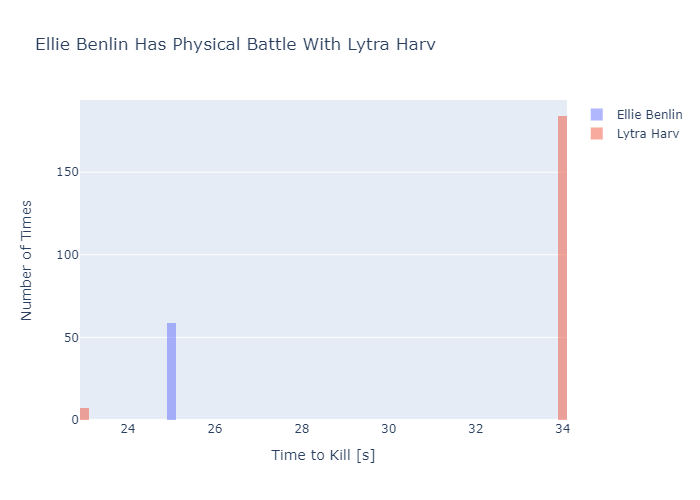 Ellie Benlin Has Physical Battle With Lytra Harv
Ellie Benlin
Lytra Harv
150
100
50
0
Number of Times
24 26 28 30 32 34
Time to Kill [s]